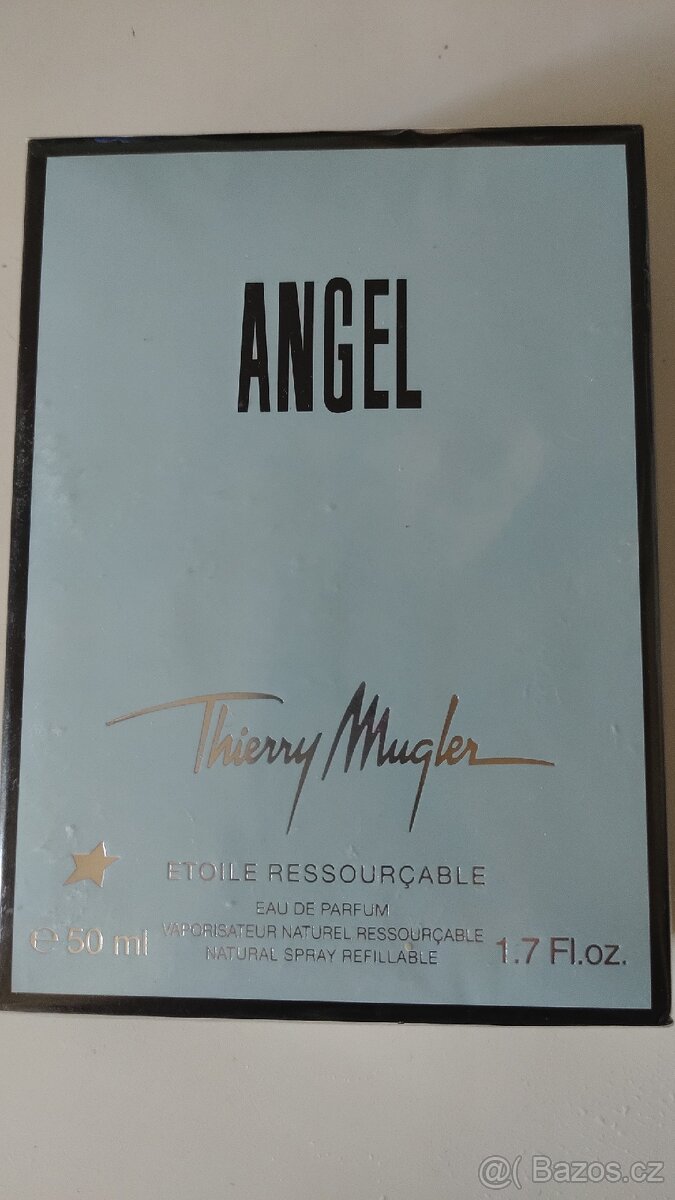 ANGEL
Thierry Mugler
ETOILE RESSOURÇABLE
EAU DE PARFUM
VAPORISATEUR NATUREL RESSOURÇABLE
NATURAL SPRAY REFILLABLE
℮ 50 ml
1.7 Fl.oz.
@( Bazos.cz